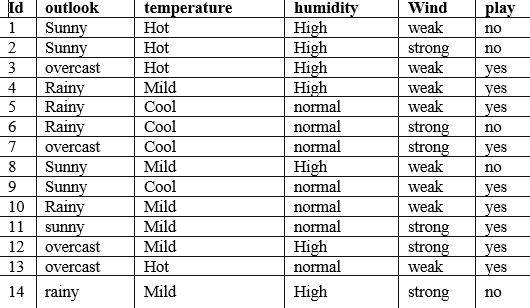 Id outlook temperature humidity Wind play
1 Sunny Hot High weak no
2 Sunny Hot High strong no
3 overcast Hot High weak yes
4 Rainy Mild High weak yes
5 Rainy Cool normal weak yes
6 Rainy Cool normal strong no
7 overcast Cool normal strong yes
8 Sunny Mild High weak no
9 Sunny Cool normal weak yes
10 Rainy Mild normal weak yes
11 sunny Mild normal strong yes
12 overcast Mild High strong yes
13 overcast Hot normal weak yes
14 rainy Mild High strong no